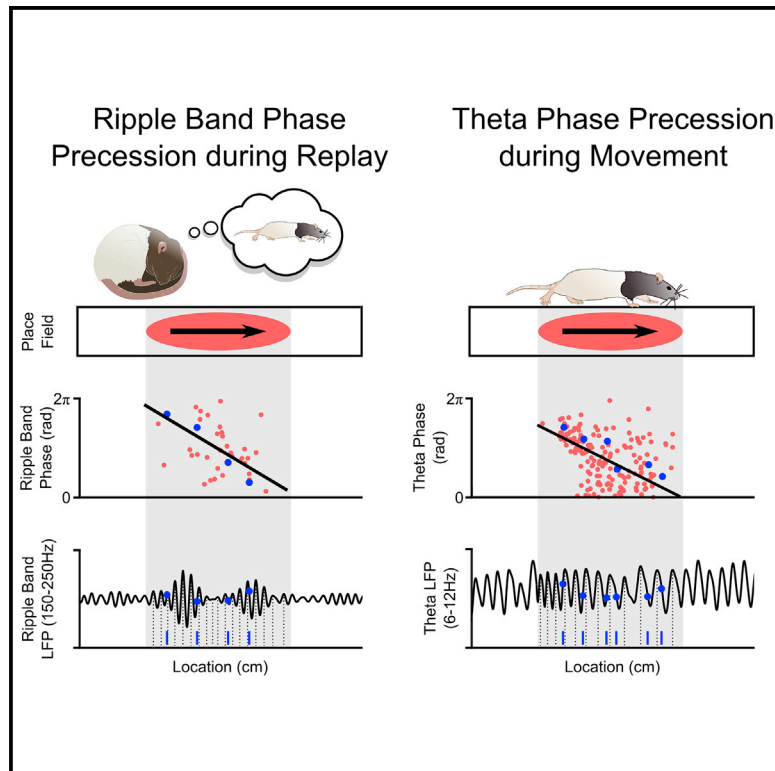 Ripple Band Phase
Precession during Replay
Place
Field
2π
Ripple Band
Phase (rad)
0
Ripple Band
LFP (150-250Hz)
Location (cm)
Theta Phase Precession
during Movement
2π
Theta Phase
(rad)
0
Theta LFP
(6-12Hz)
Location (cm)